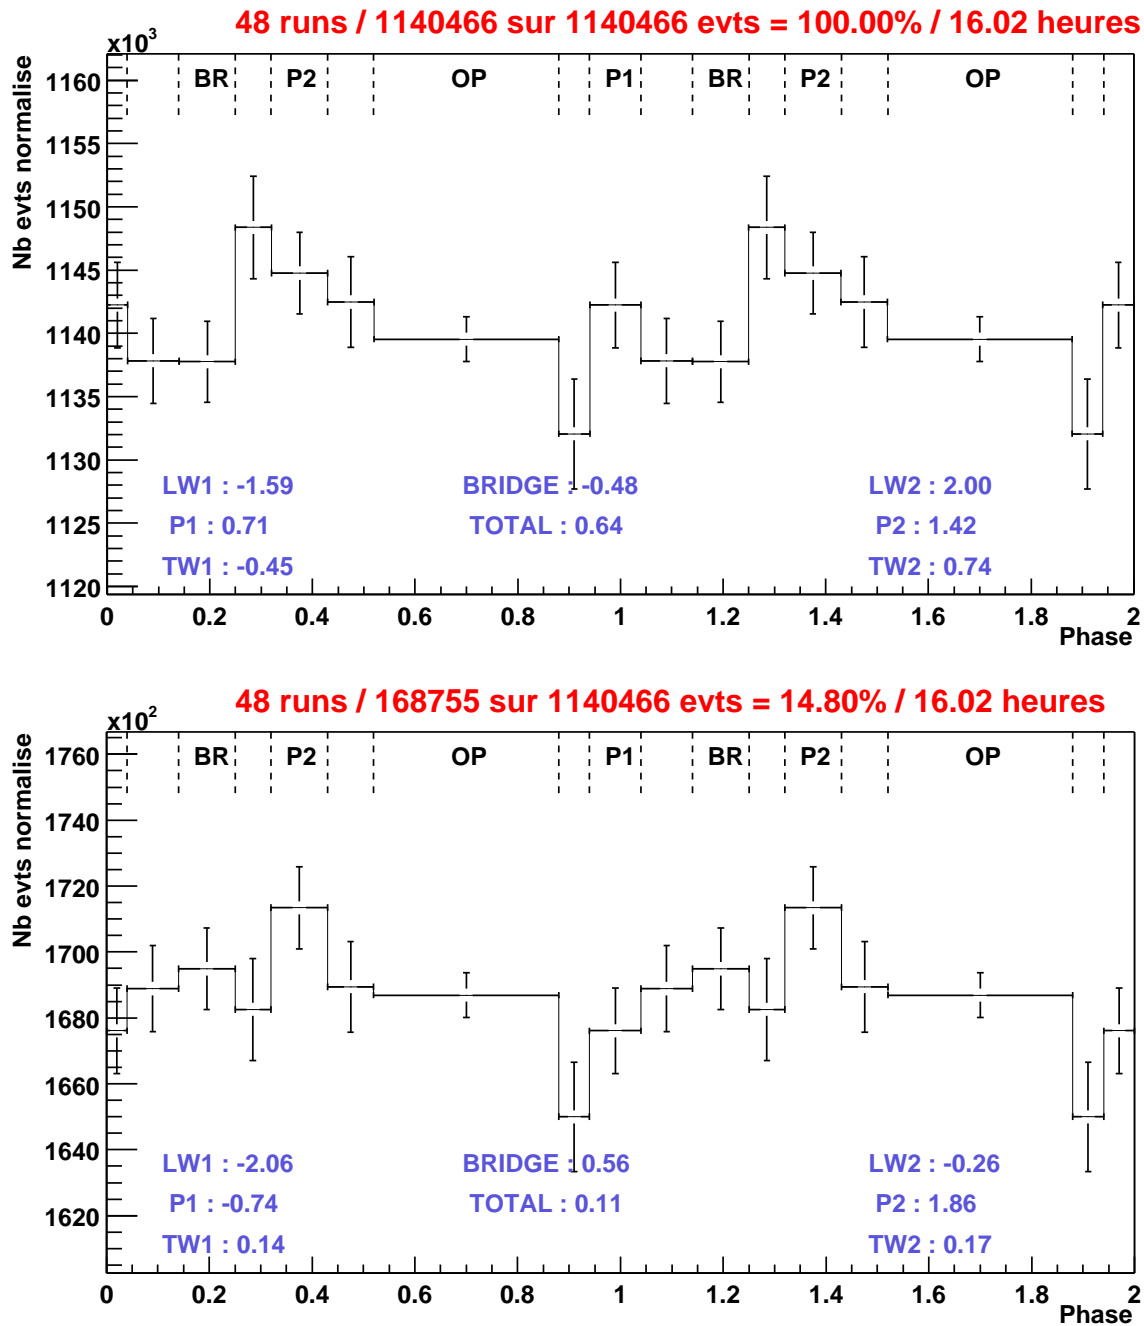 48 runs / 1140466 sur 1140466 evts = 100.00% / 16.02 heures
x10³
Nb evts normalise
BR P2 OP P1 BR P2 OP
1160
1155
1150
1145
1140
1135
1130
1125
1120
LW1 : -1.59 BRIDGE : -0.48 LW2 : 2.00
P1 : 0.71 TOTAL : 0.64 P2 : 1.42
TW1 : -0.45 TW2 : 0.74
0 0.2 0.4 0.6 0.8 1 1.2 1.4 1.6 1.8 2
Phase
48 runs / 168755 sur 1140466 evts = 14.80% / 16.02 heures
x10²
Nb evts normalise
BR P2 OP P1 BR P2 OP
1760
1740
1720
1700
1680
1660
1640
1620
LW1 : -2.06 BRIDGE : 0.56 LW2 : -0.26
P1 : -0.74 TOTAL : 0.11 P2 : 1.86
TW1 : 0.14 TW2 : 0.17
0 0.2 0.4 0.6 0.8 1 1.2 1.4 1.6 1.8 2
Phase